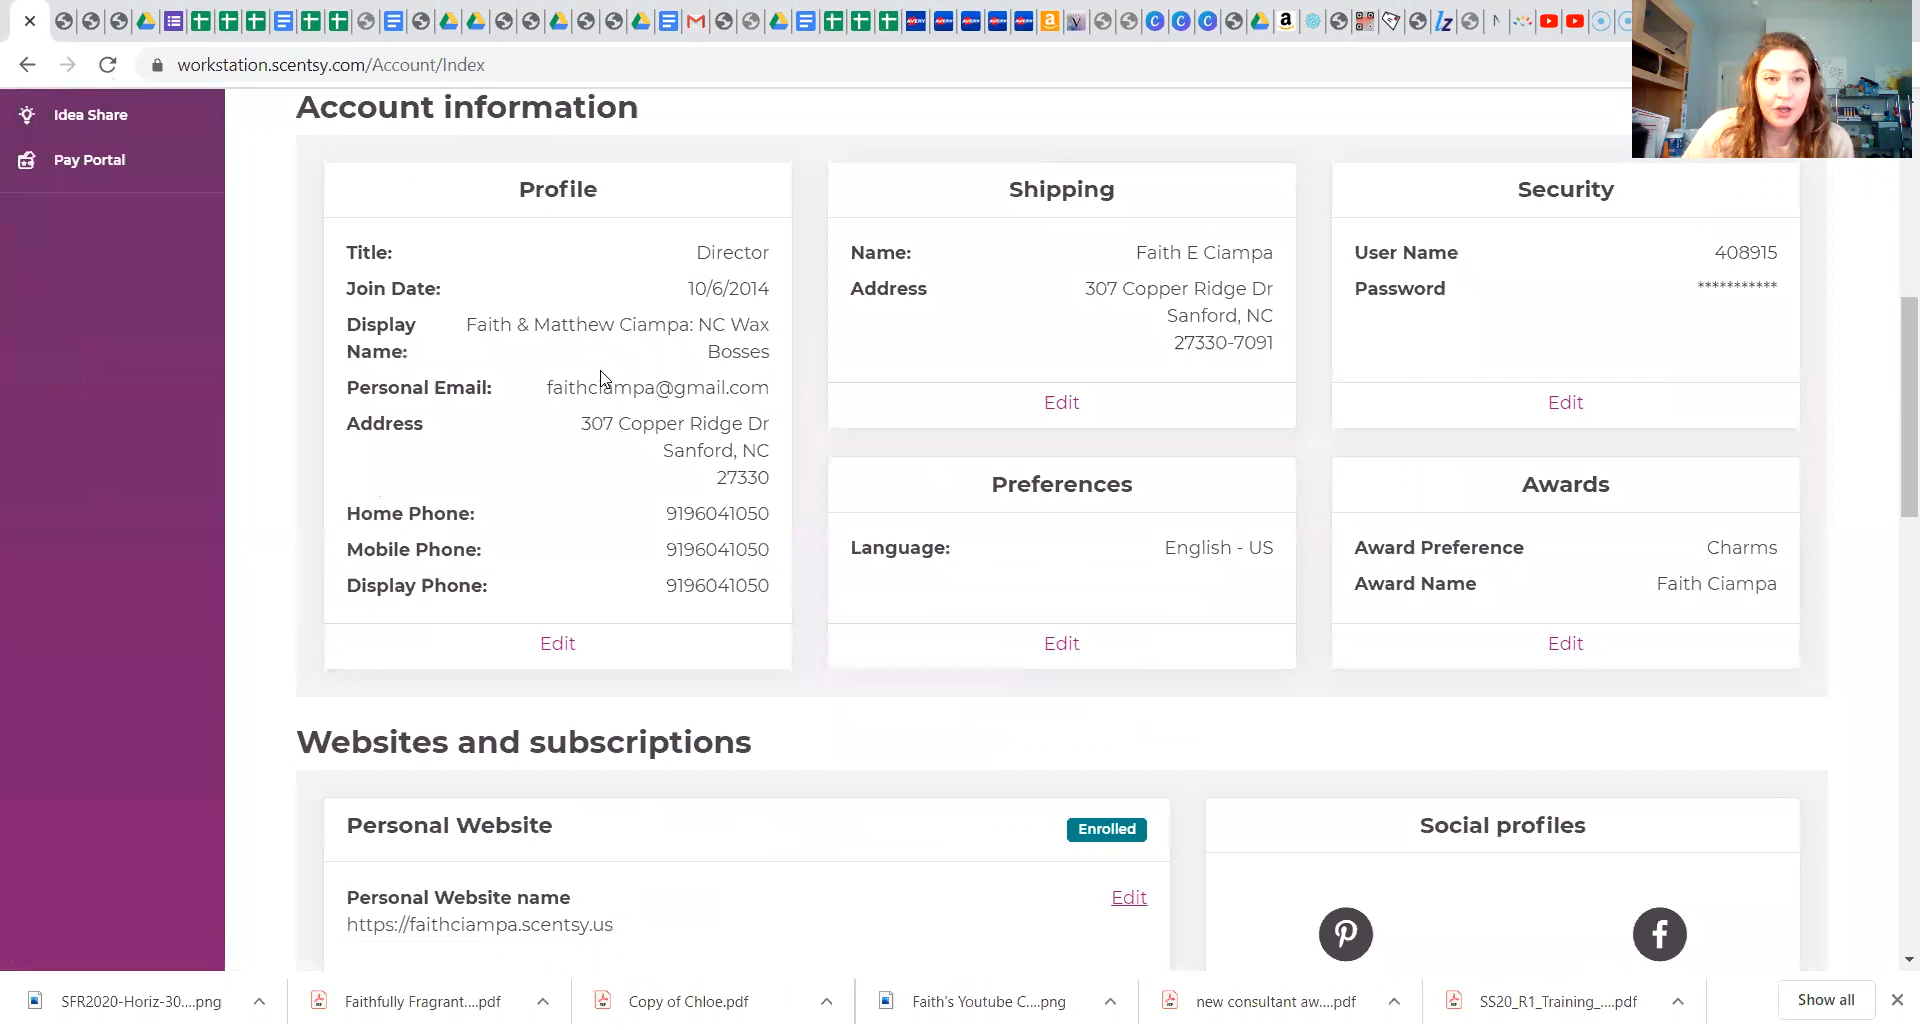 workstation.scentsy.com/Account/Index
Idea Share
Pay Portal
Account information
Profile
Title: Director
Join Date: 10/6/2014
Display Name: Faith & Matthew Ciampa: NC Wax Bosses
Personal Email: faithciampa@gmail.com
Address 307 Copper Ridge Dr
Sanford, NC
27330
Home Phone: 9196041050
Mobile Phone: 9196041050
Display Phone: 9196041050
Edit
Shipping
Name: Faith E Ciampa
Address 307 Copper Ridge Dr
Sanford, NC
27330-7091
Edit
Security
User Name 408915
Password ***********
Edit
Preferences
Language: English - US
Edit
Awards
Award Preference Charms
Award Name Faith Ciampa
Edit
Websites and subscriptions
Personal Website Enrolled
Personal Website name Edit
https://faithciampa.scentsy.us
Social profiles
SFR2020-Horiz-30....png
Faithfully Fragrant....pdf
Copy of Chloe.pdf
Faith's Youtube C....png
new consultant aw....pdf
SS20_R1_Training_....pdf
Show all